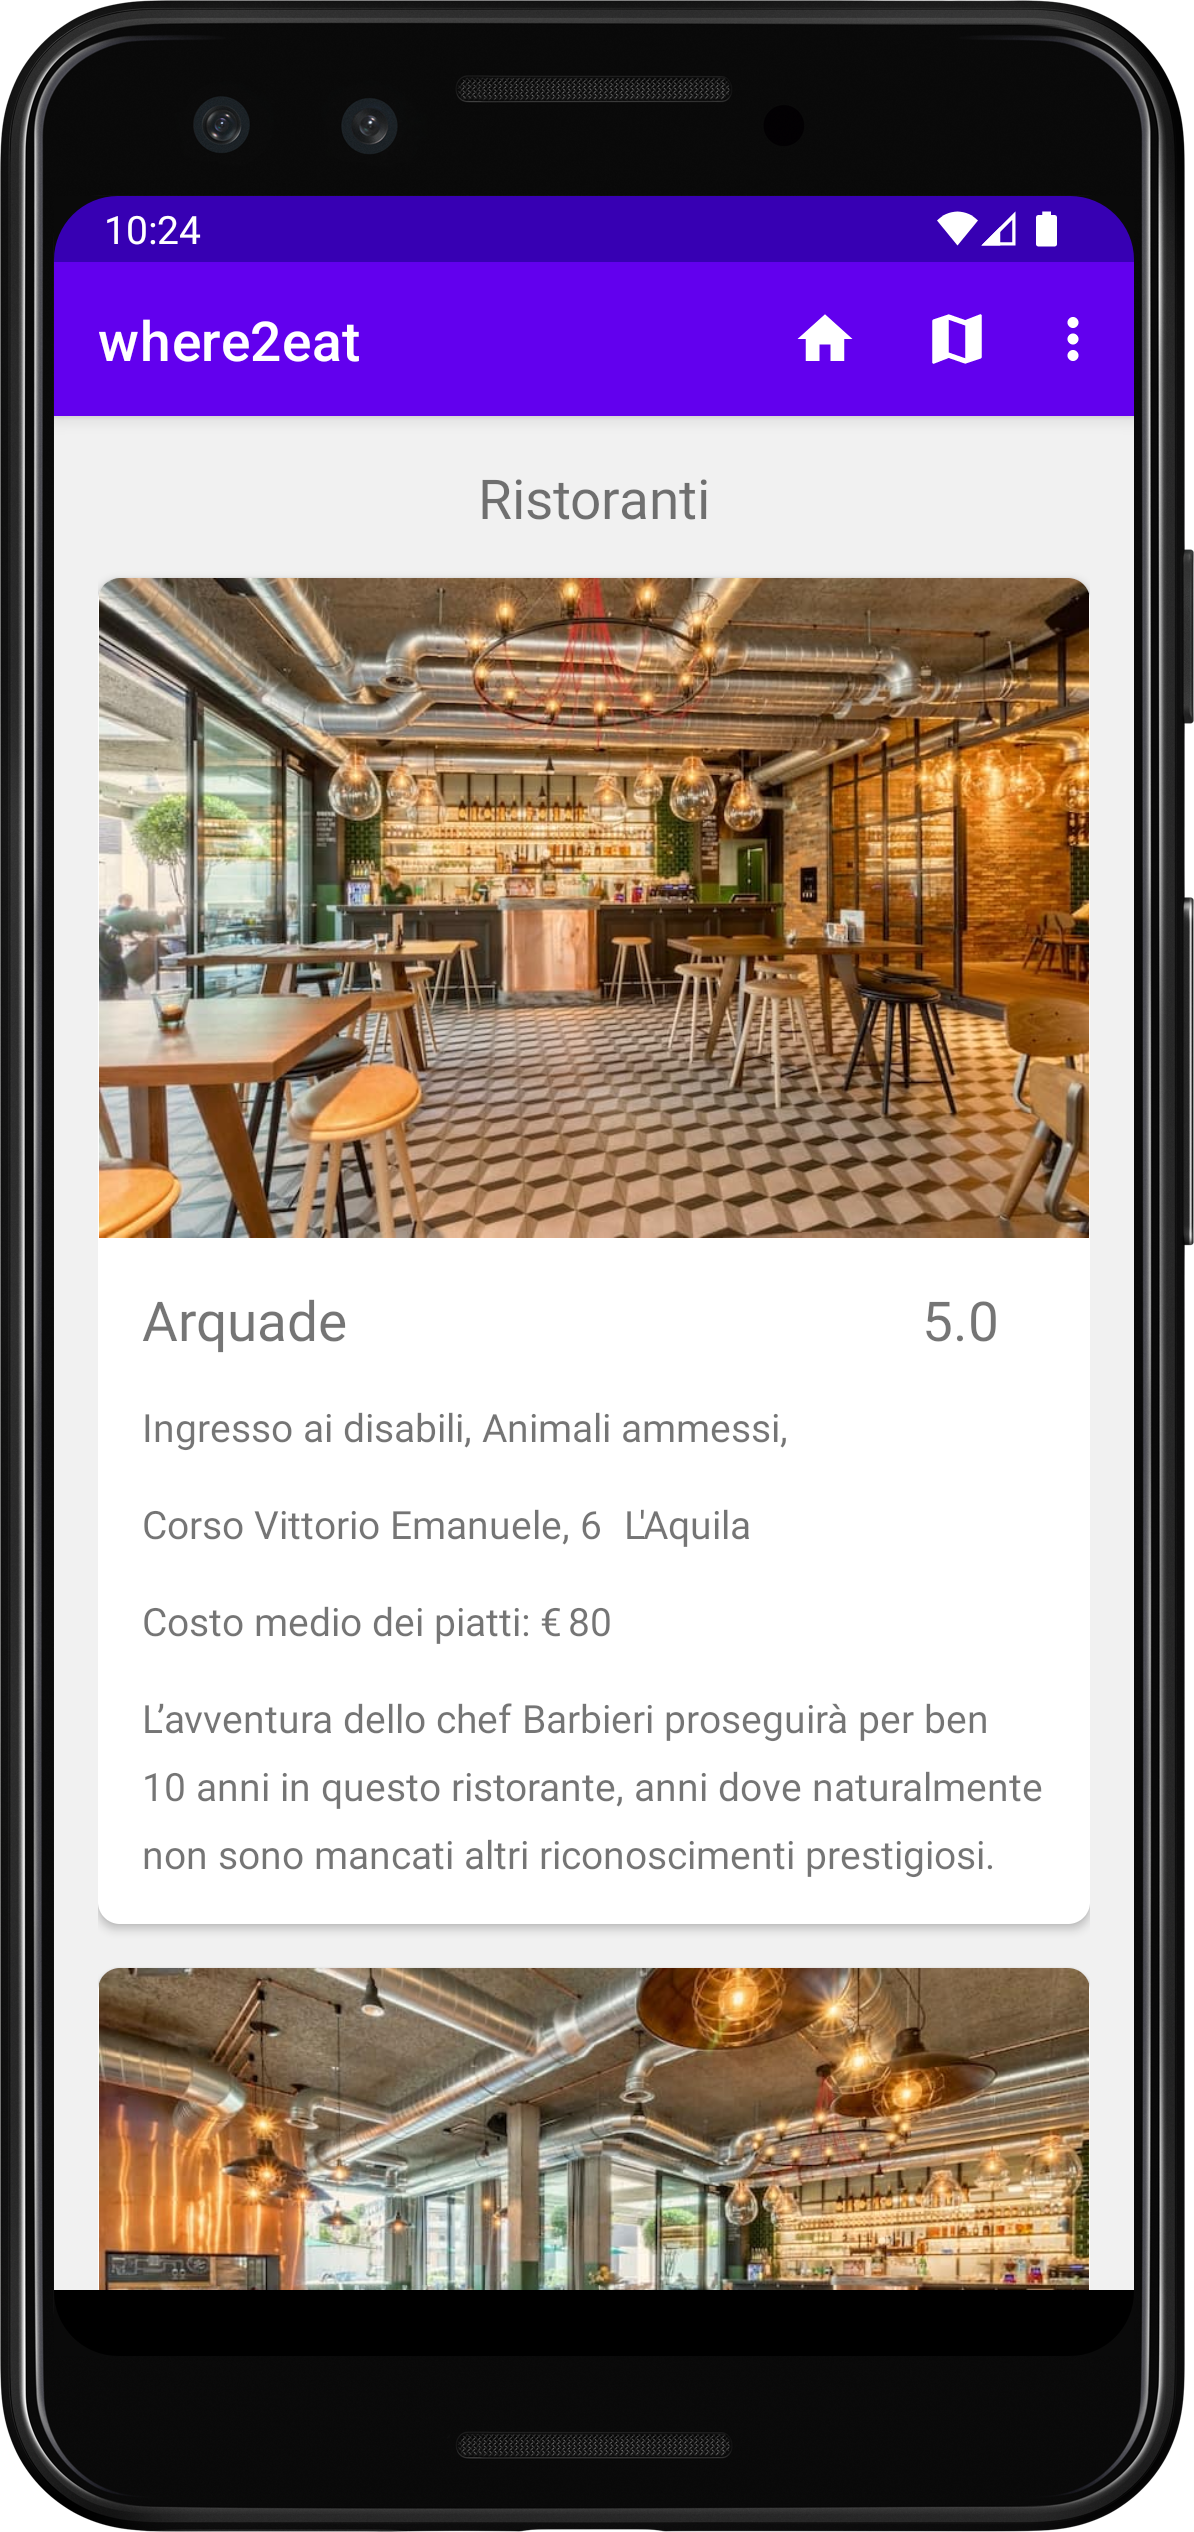 10:24
where2eat
Ristoranti
Arquade 5.0
Ingresso ai disabili, Animali ammessi,
Corso Vittorio Emanuele, 6  L'Aquila
Costo medio dei piatti: € 80
L’avventura dello chef Barbieri proseguirà per ben
10 anni in questo ristorante, anni dove naturalmente
non sono mancati altri riconoscimenti prestigiosi.